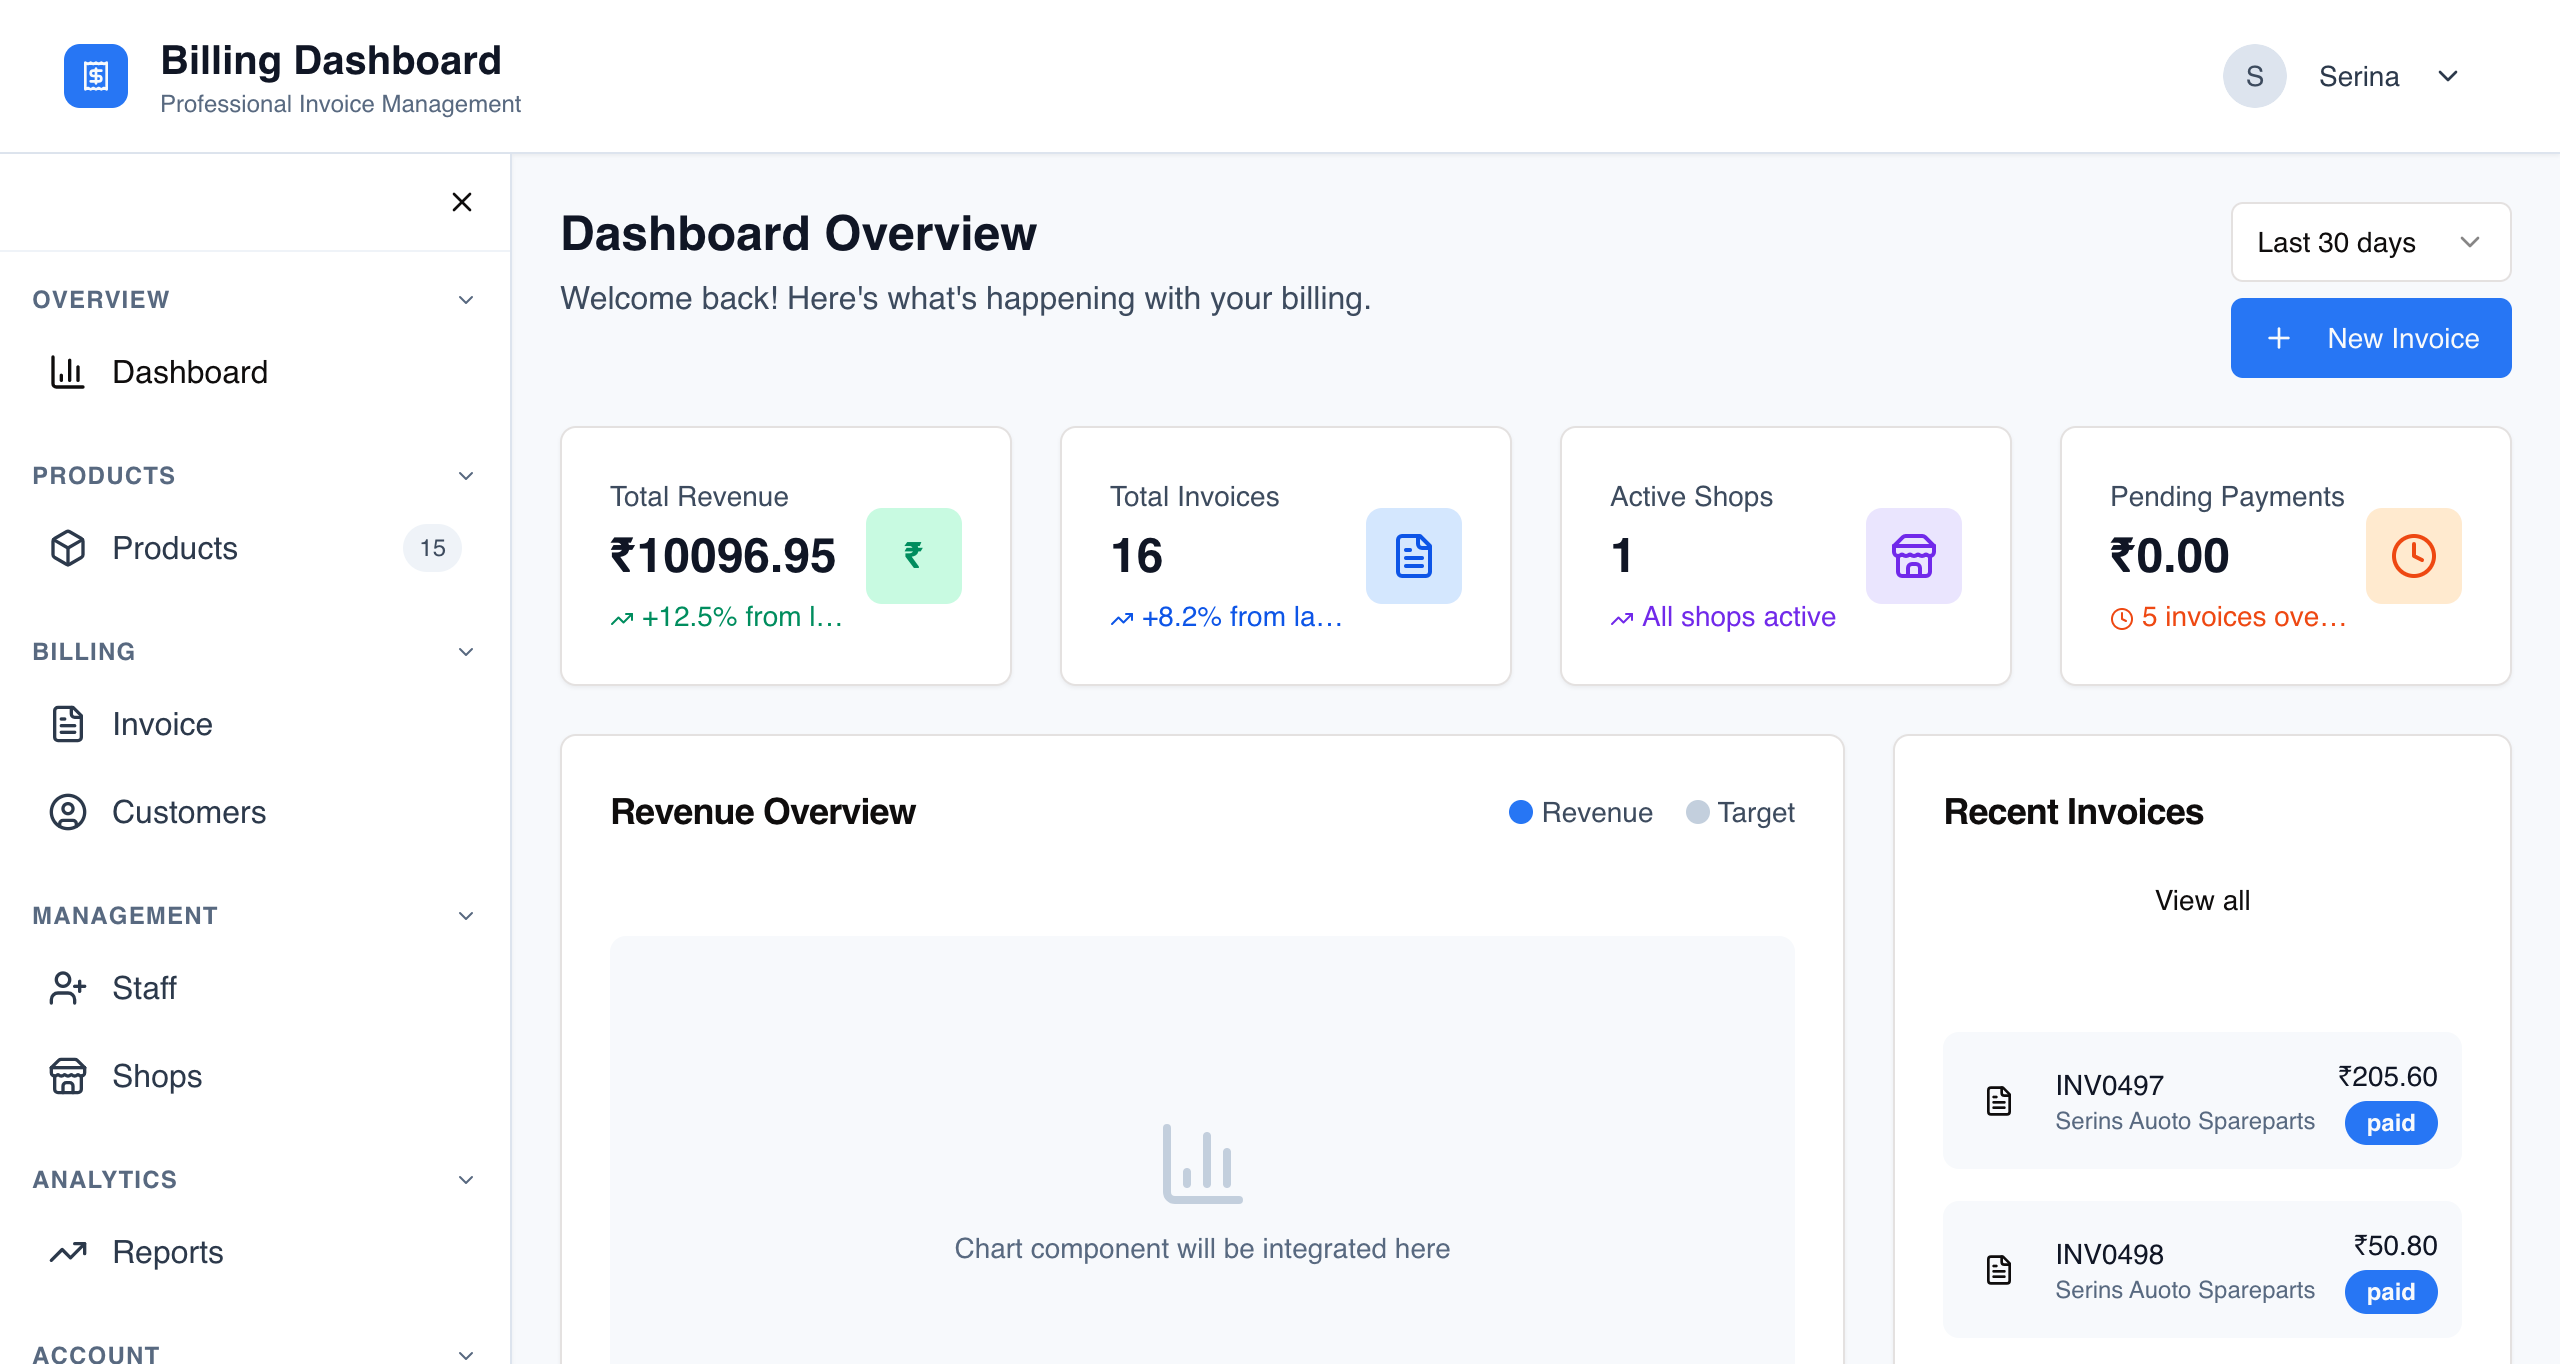 Billing Dashboard
Professional Invoice Management
S
Serina
OVERVIEW
Dashboard
PRODUCTS
Products
15
BILLING
Invoice
Customers
MANAGEMENT
Staff
Shops
ANALYTICS
Reports
ACCOUNT
Dashboard Overview
Welcome back! Here's what's happening with your billing.
Last 30 days
New Invoice
Total Revenue
₹10096.95
₹
+12.5% from l…
Total Invoices
16
+8.2% from la…
Active Shops
1
All shops active
Pending Payments
₹0.00
5 invoices ove…
Revenue Overview
Revenue
Target
Chart component will be integrated here
Recent Invoices
View all
INV0497
Serins Auoto Spareparts
₹205.60
paid
INV0498
Serins Auoto Spareparts
₹50.80
paid